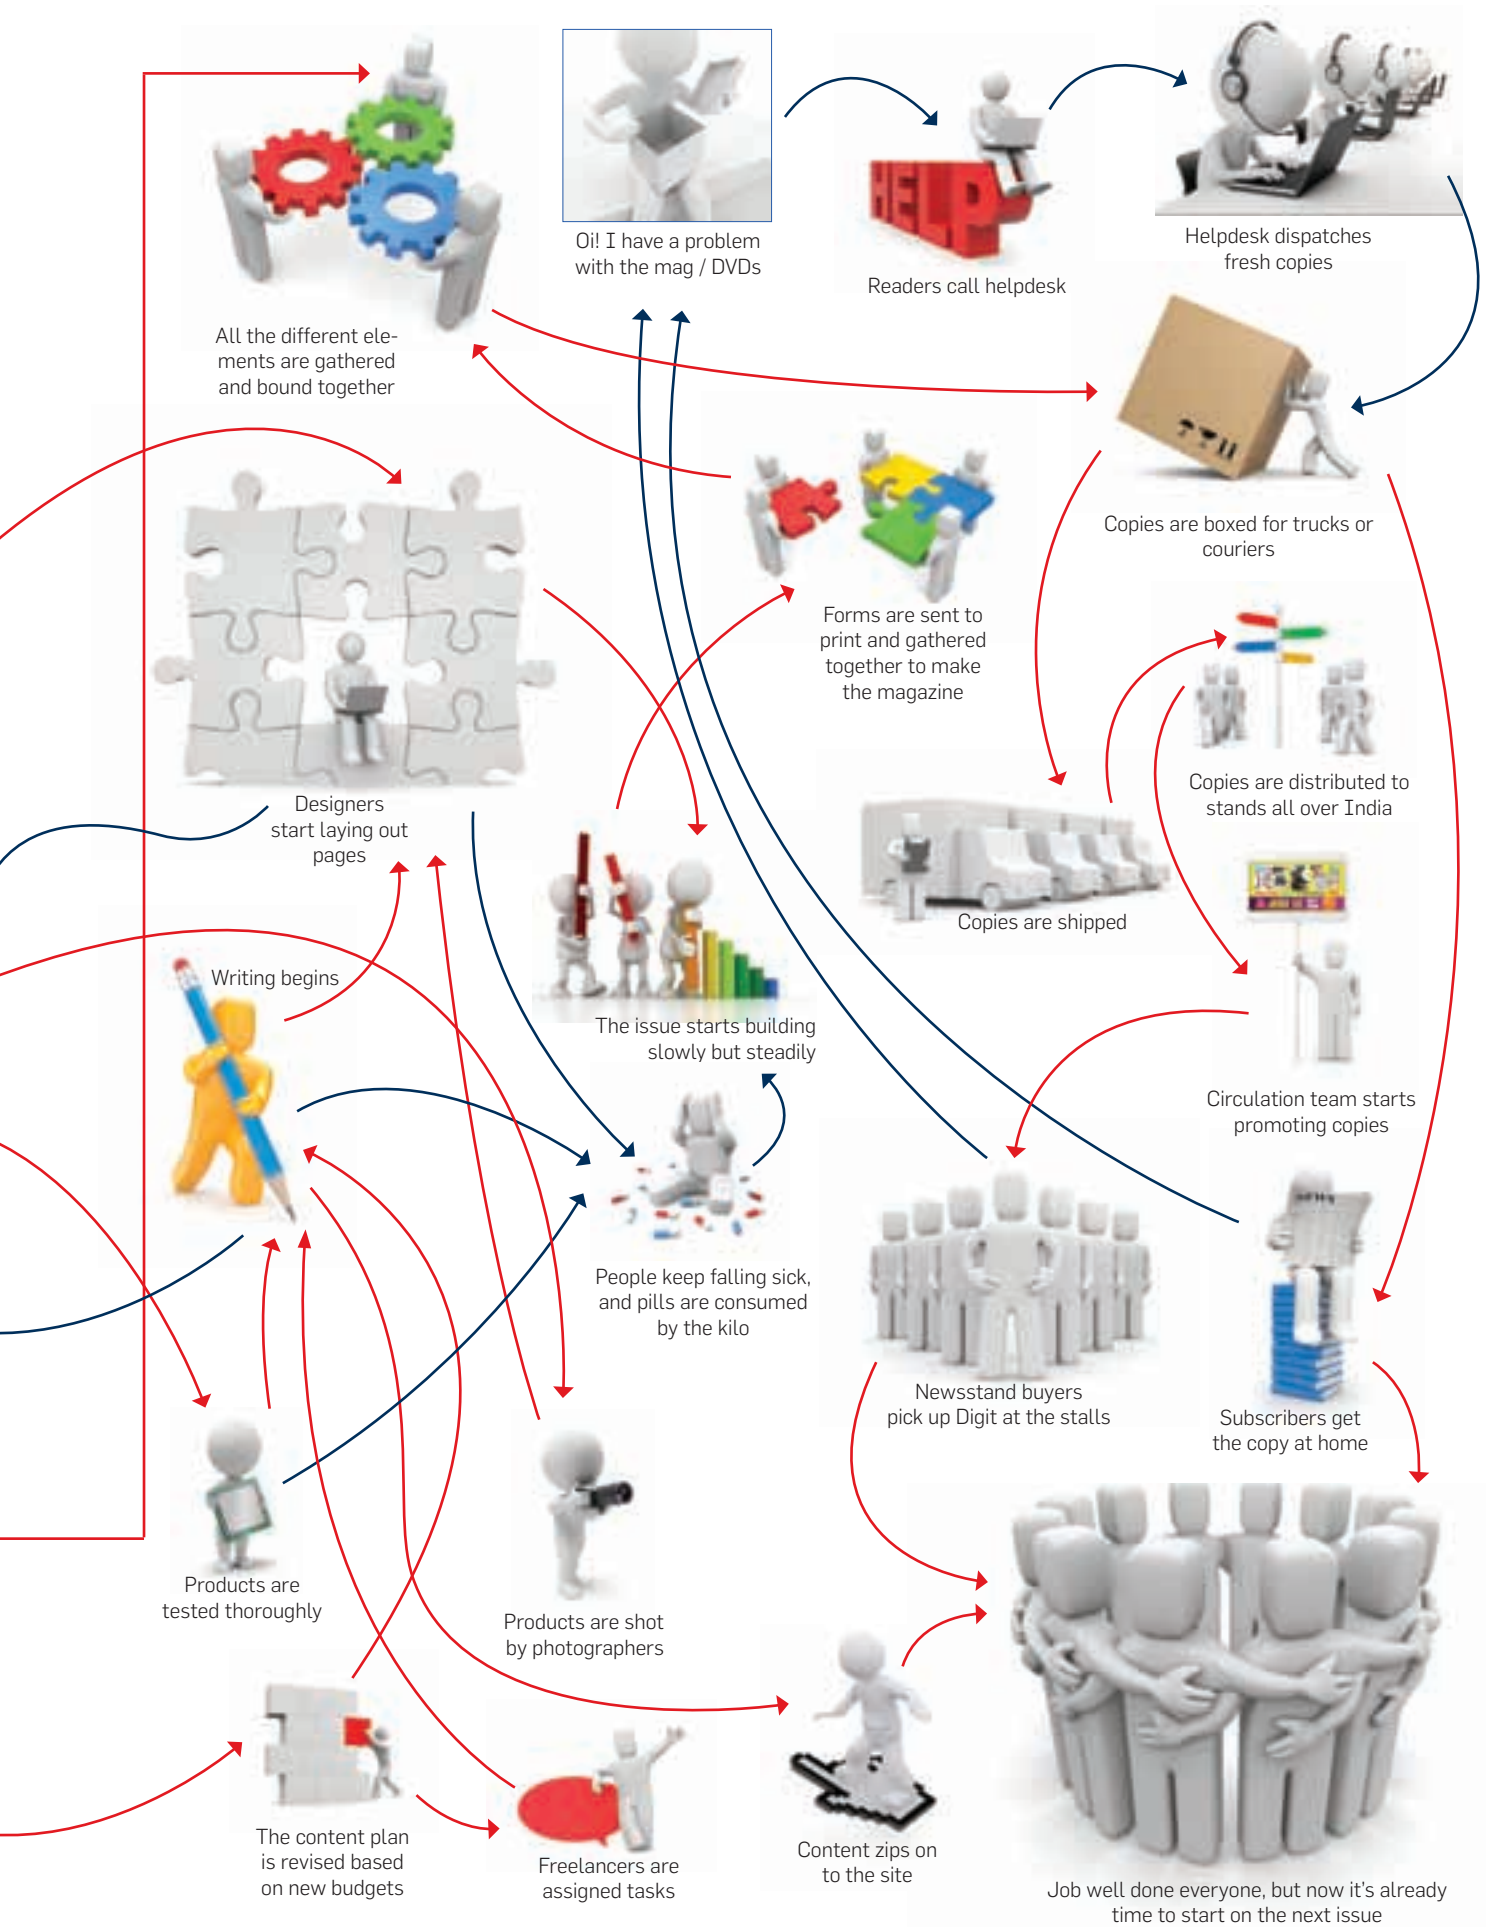 Oi! I have a problem
with the mag / DVDs
HELP
Readers call helpdesk
Helpdesk dispatches
fresh copies
All the different ele-
ments are gathered
and bound together
Copies are boxed for trucks or
couriers
Forms are sent to
print and gathered
together to make
the magazine
Designers
start laying out
pages
Copies are distributed to
stands all over India
Copies are shipped
Writing begins
The issue starts building
slowly but steadily
Circulation team starts
promoting copies
People keep falling sick,
and pills are consumed
by the kilo
Newsstand buyers
pick up Digit at the stalls
Subscribers get
the copy at home
Products are
tested thoroughly
Products are shot
by photographers
The content plan
is revised based
on new budgets
Freelancers are
assigned tasks
Content zips on
to the site
Job well done everyone, but now it's already
time to start on the next issue